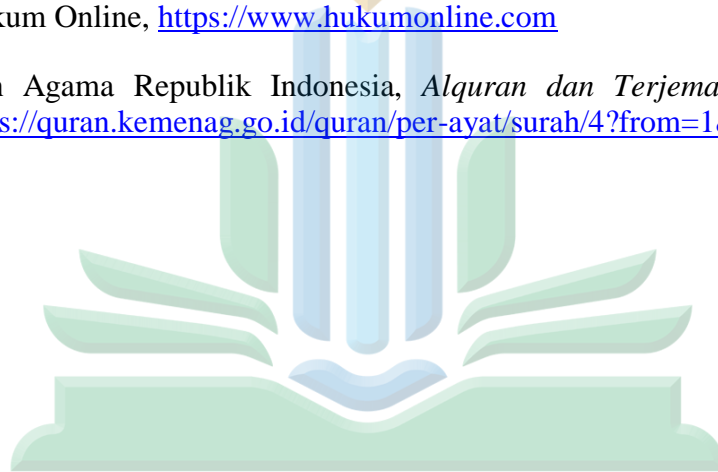 kum Online, https://www.hukumonline.com
Agama Republik Indonesia, Alquran dan Terjema
s://quran.kemenag.go.id/quran/per-ayat/surah/4?from=1